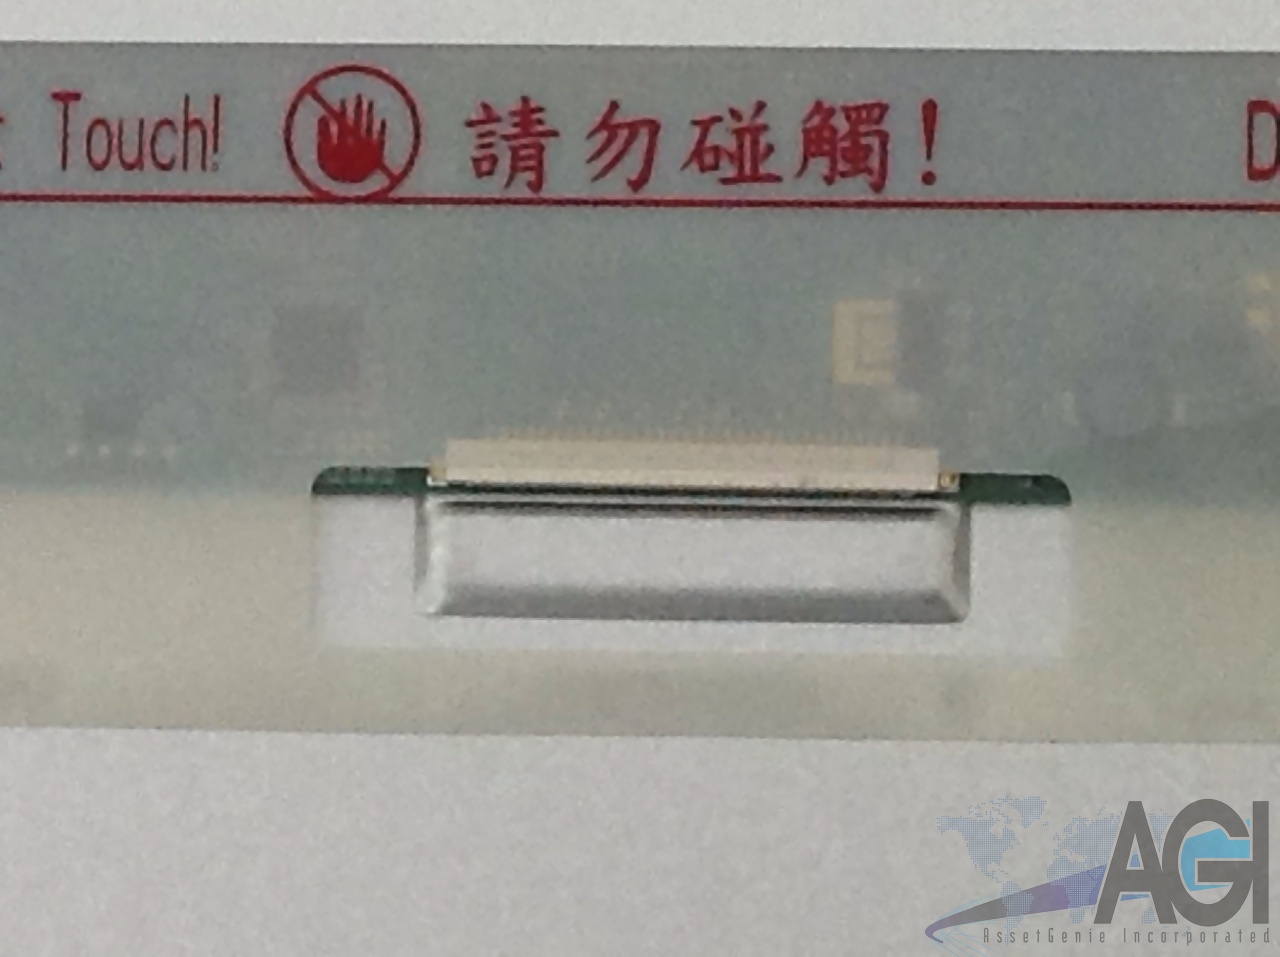 Touch! 請勿碰觸! D
AGI
AssetGenie Incorporated